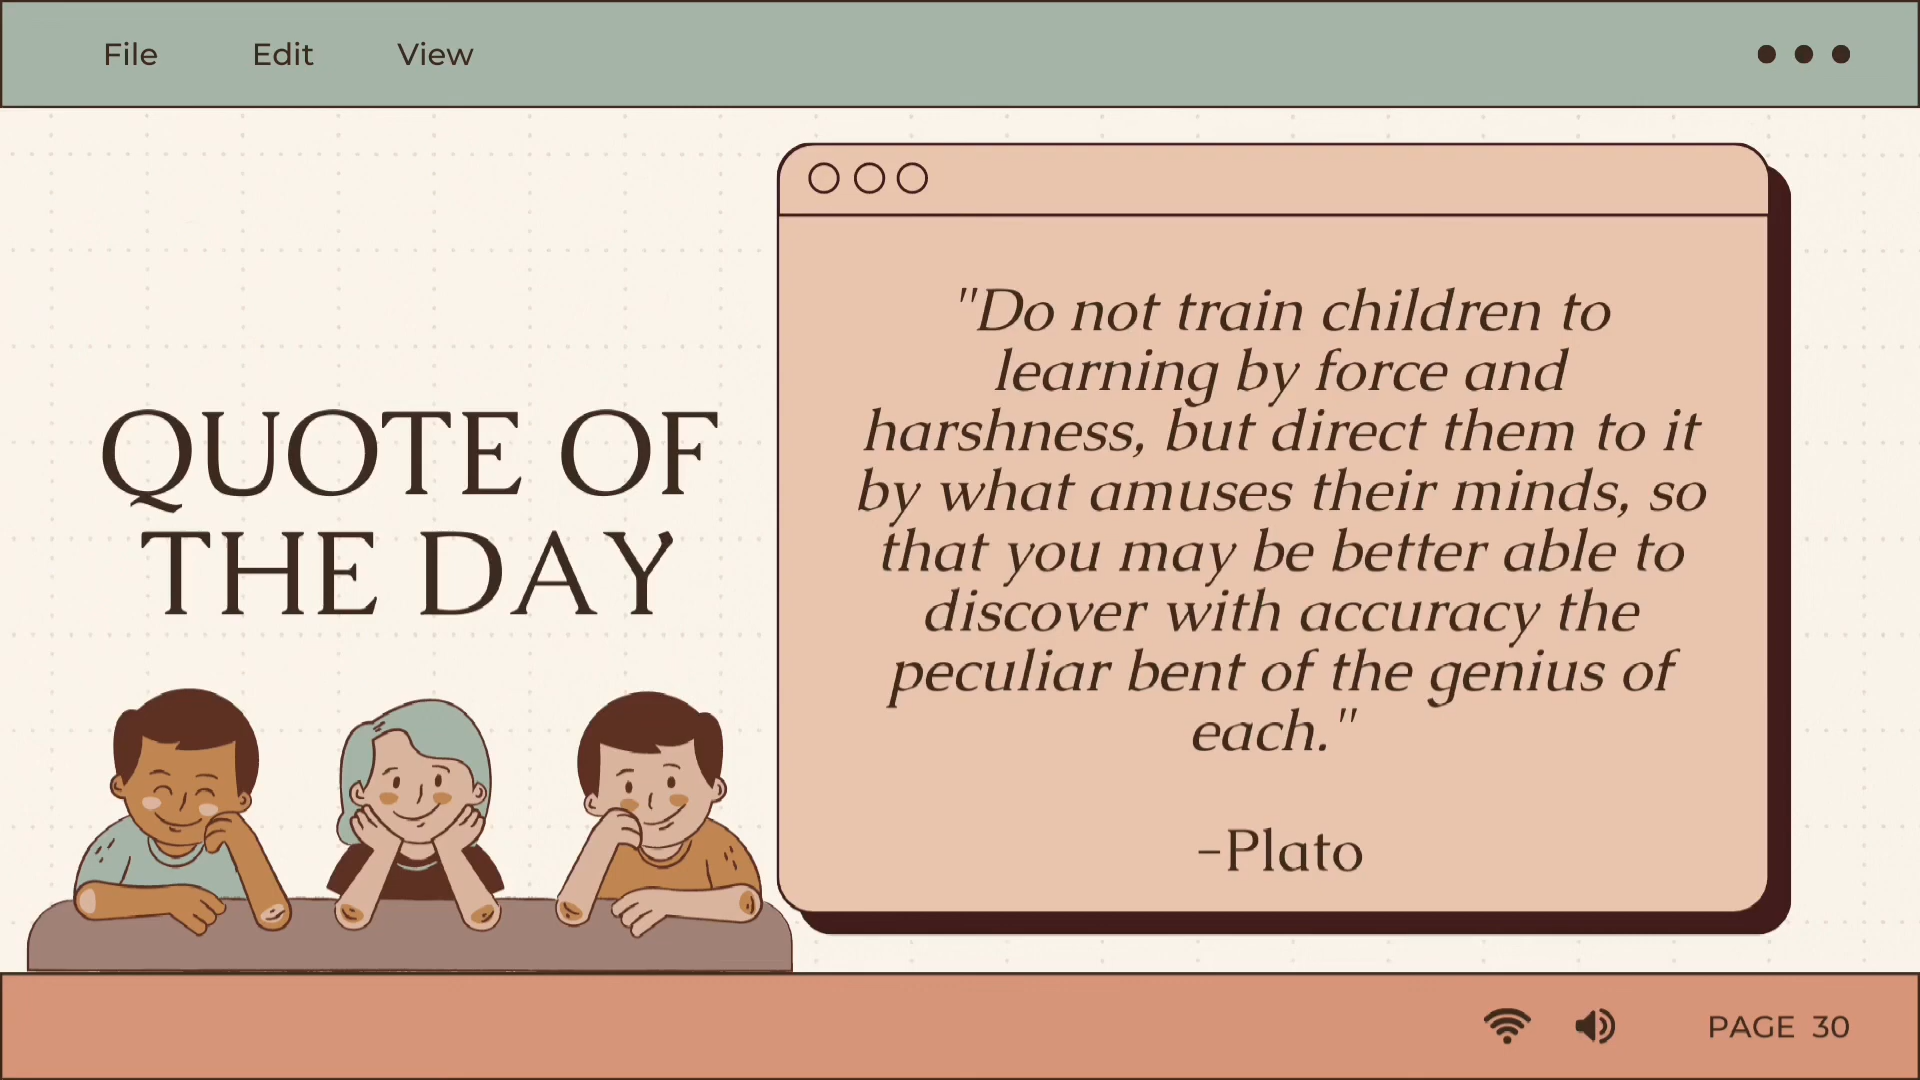 File Edit View
QUOTE OF
THE DAY
"Do not train children to
learning by force and
harshness, but direct them to it
by what amuses their minds, so
that you may be better able to
discover with accuracy the
peculiar bent of the genius of
each."
-Plato
PAGE 30